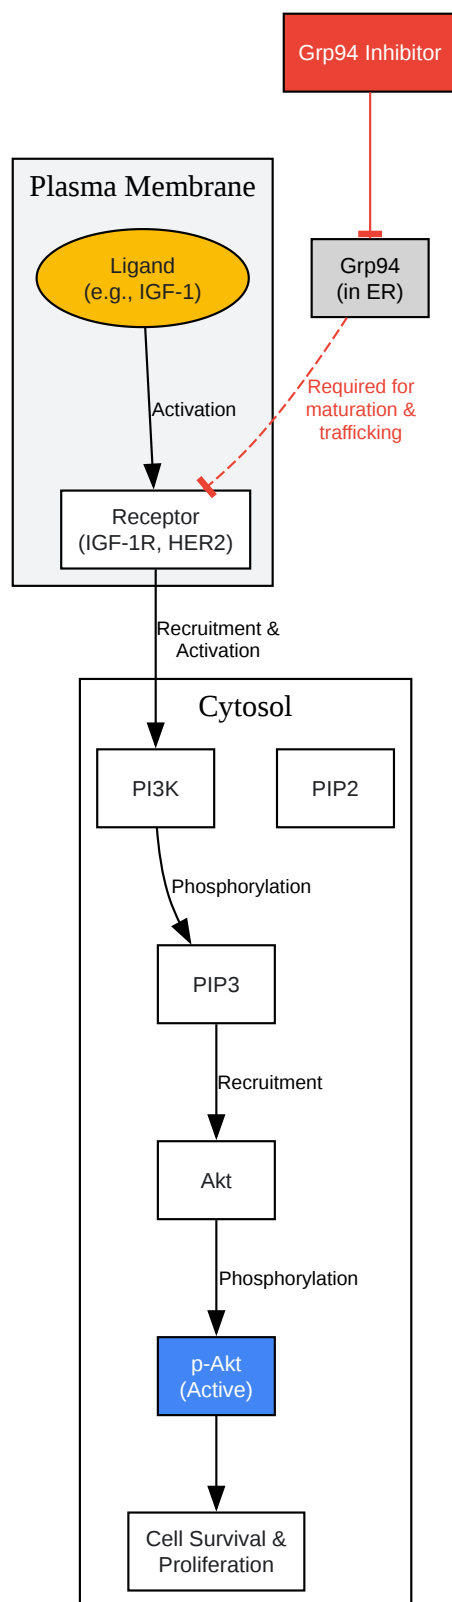 Grp94 Inhibitor
Plasma Membrane
Ligand
(e.g., IGF-1)
Grp94
(in ER)
Activation
Required for
maturation &
trafficking
Receptor
(IGF-1R, HER2)
Recruitment &
Activation
Cytosol
PI3K
PIP2
Phosphorylation
PIP3
Recruitment
Akt
Phosphorylation
p-Akt
(Active)
Cell Survival &
Proliferation